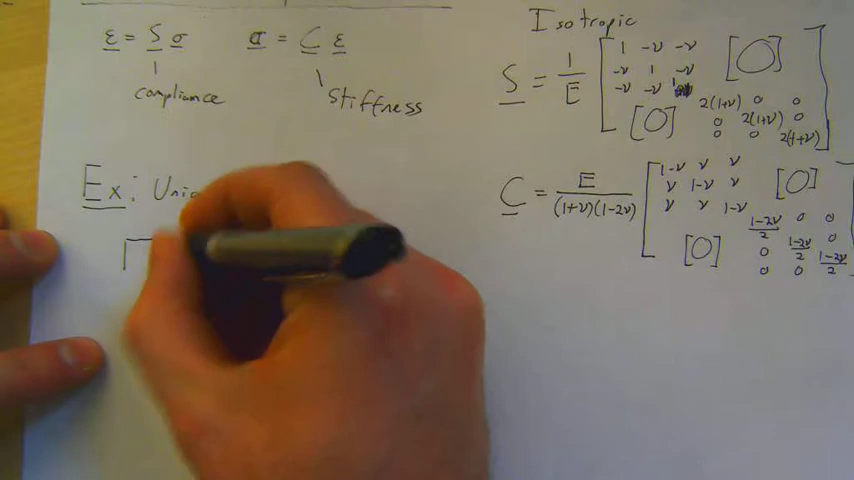 ε = S σ    σ = C ε
compliance
Stiffness
Isotropic
S = 1/E [ 1 -ν -ν
-ν 1 -ν [0]
-ν -ν 1
2(1+ν) 0 0
[0] 0 2(1+ν) 0
0 0 2(1+ν) ]
C = E/((1+ν)(1-2ν)) [ 1-ν ν ν
ν 1-ν ν [0]
ν ν 1-ν
(1-2ν)/2 0 0
[0] 0 (1-2ν)/2 0
0 0 (1-2ν)/2
Ex: